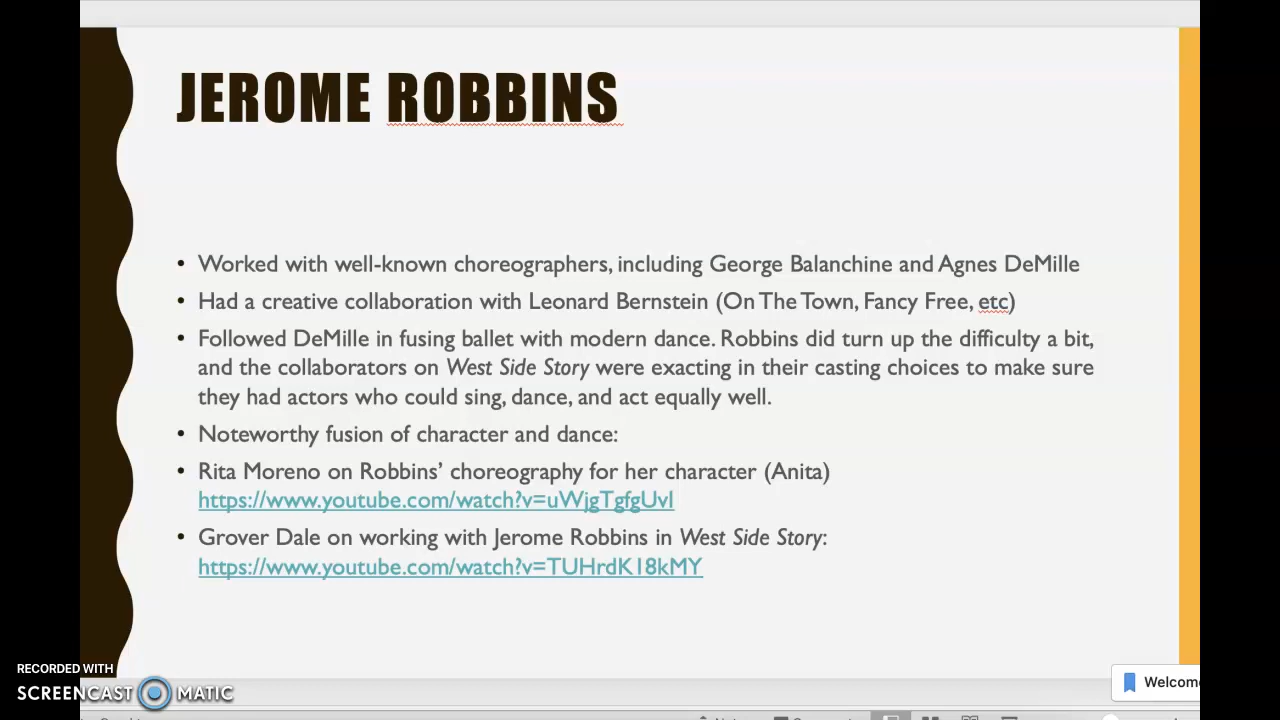 JEROME ROBBINS
• Worked with well-known choreographers, including George Balanchine and Agnes DeMille
• Had a creative collaboration with Leonard Bernstein (On The Town, Fancy Free, etc)
• Followed DeMille in fusing ballet with modern dance. Robbins did turn up the difficulty a bit,
and the collaborators on West Side Story were exacting in their casting choices to make sure
they had actors who could sing, dance, and act equally well.
• Noteworthy fusion of character and dance:
• Rita Moreno on Robbins’ choreography for her character (Anita)
https://www.youtube.com/watch?v=uWjgTgfgUvI
• Grover Dale on working with Jerome Robbins in West Side Story:
https://www.youtube.com/watch?v=TUHrdK18kMY
RECORDED WITH
SCREENCAST MATIC
Welcome